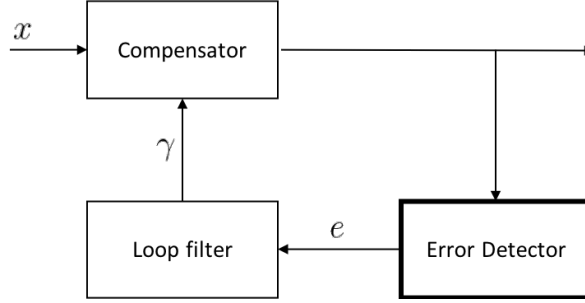 x
Compensator
γ
Loop filter
e
Error Detector